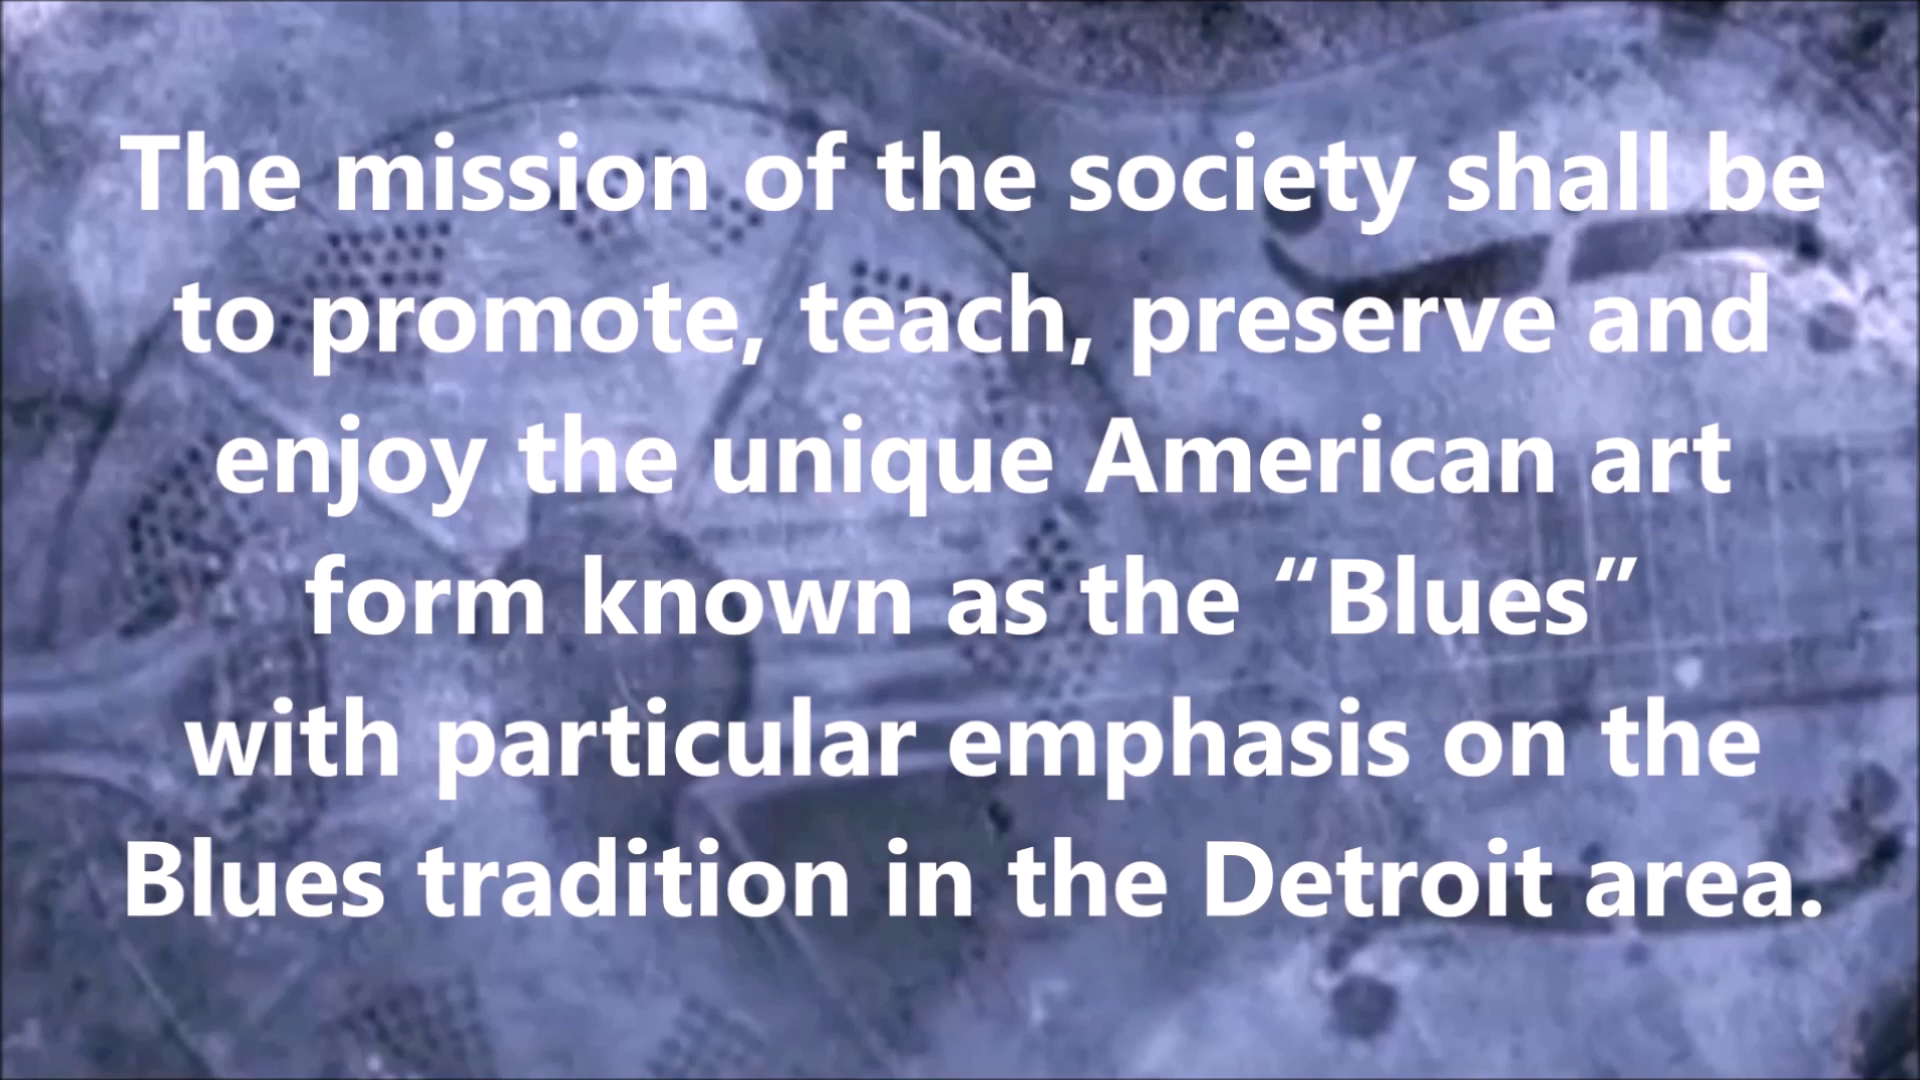 The mission of the society shall be
to promote, teach, preserve and
enjoy the unique American art
form known as the “Blues”
with particular emphasis on the
Blues tradition in the Detroit area.